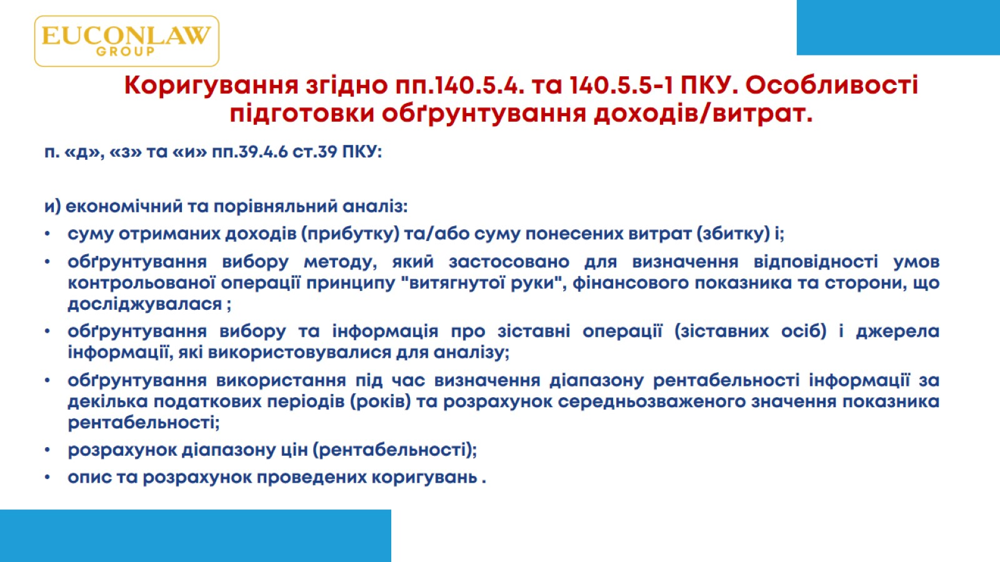 EUCONLAW
GROUP
Коригування згідно пп.140.5.4. та 140.5.5-1 ПКУ. Особливості
підготовки обґрунтування доходів/витрат.
п. «д», «з» та «и» пп.39.4.6 ст.39 ПКУ:
и) економічний та порівняльний аналіз:
• суму отриманих доходів (прибутку) та/або суму понесених витрат (збитку) і;
• обґрунтування вибору методу, який застосовано для визначення відповідності умов
контрольованої операції принципу "витягнутої руки", фінансового показника та сторони, що
досліджувалася ;
• обґрунтування вибору та інформація про зіставні операції (зіставних осіб) і джерела
інформації, які використовувалися для аналізу;
• обґрунтування використання під час визначення діапазону рентабельності інформації за
декілька податкових періодів (років) та розрахунок середньозваженого значення показника
рентабельності;
• розрахунок діапазону цін (рентабельності);
• опис та розрахунок проведених коригувань .